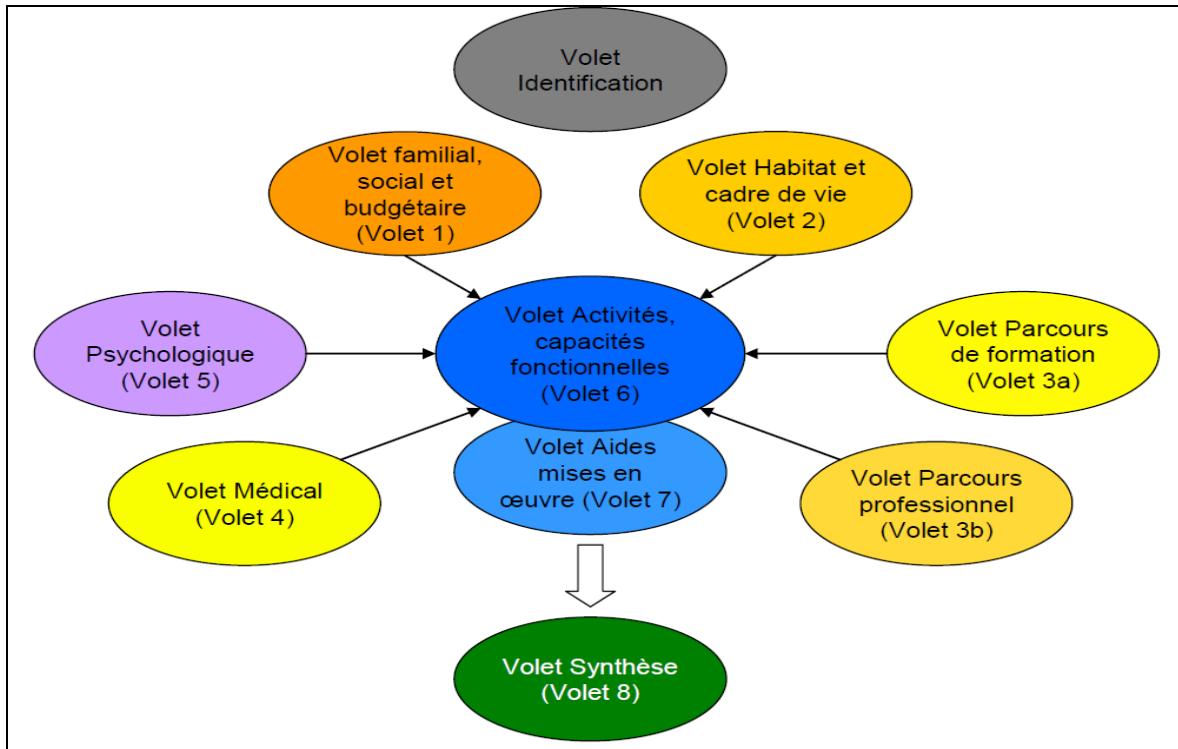 Volet
Identification
Volet familial,
social et
budgétaire
(Volet 1)
Volet Habitat et
cadre de vie
(Volet 2)
Volet
Psychologique
(Volet 5)
Volet Activités,
capacités
fonctionnelles
(Volet 6)
Volet Parcours
de formation
(Volet 3a)
Volet Médical
(Volet 4)
Volet Aides
mises en
œuvre (Volet 7)
Volet Parcours
professionnel
(Volet 3b)
Volet Synthèse
(Volet 8)